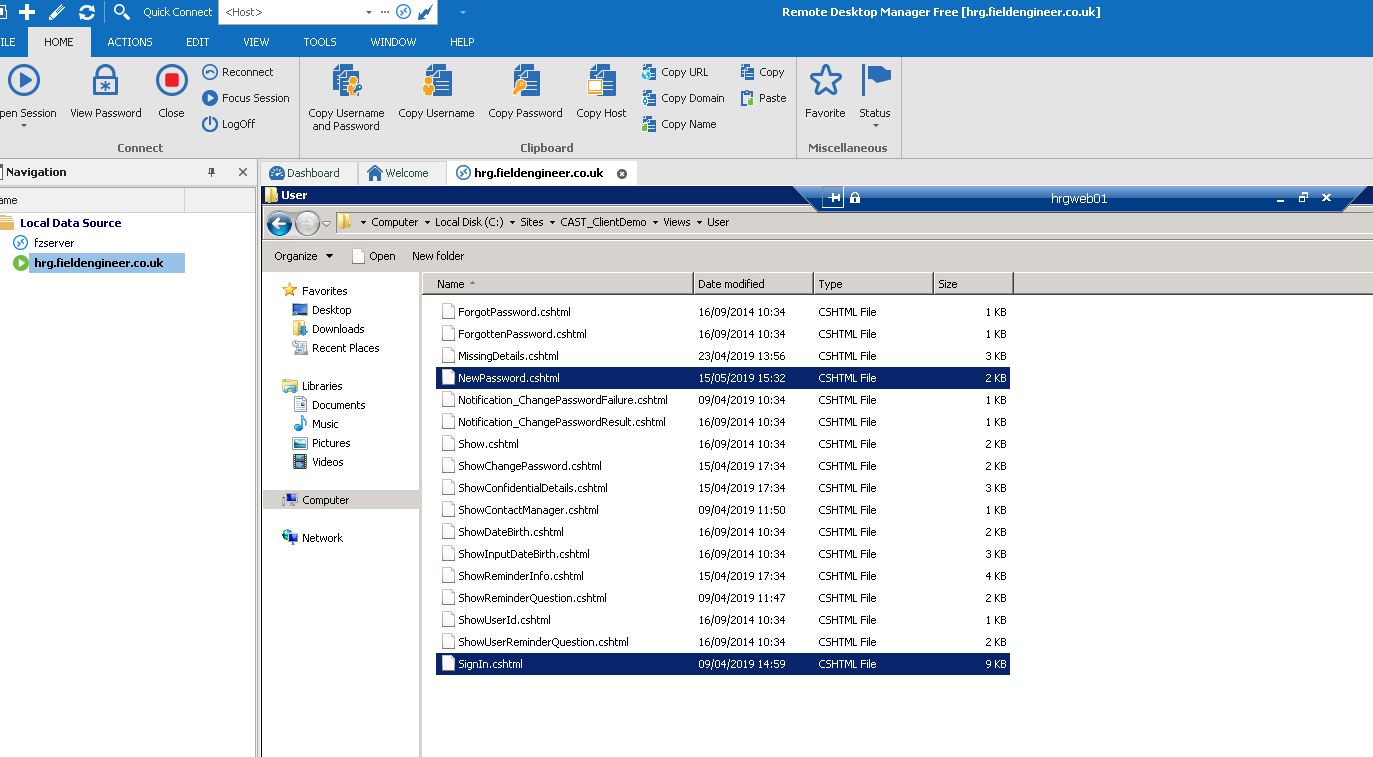 Quick Connect <Host> Remote Desktop Manager Free [hrg.fieldengineer.co.uk]
ILE HOME ACTIONS EDIT VIEW TOOLS WINDOW HELP
pen Session View Password Close Reconnect Focus Session LogOff
Copy Username and Password Copy Username Copy Password Copy Host Copy URL Copy Domain Copy Name Copy Paste
Favorite Status
Connect Clipboard Miscellaneous
Navigation Dashboard Welcome hrg.fieldengineer.co.uk
ame
Local Data Source
fzserver
hrg.fieldengineer.co.uk
User hrgweb01
Computer Local Disk (C:) Sites CAST_ClientDemo Views User
Organize Open New folder
Favorites
Desktop
Downloads
Recent Places
Libraries
Documents
Music
Pictures
Videos
Computer
Network
Name Date modified Type Size
ForgotPassword.cshtml 16/09/2014 10:34 CSHTML File 1 KB
ForgottenPassword.cshtml 16/09/2014 10:34 CSHTML File 1 KB
MissingDetails.cshtml 23/04/2019 13:56 CSHTML File 3 KB
NewPassword.cshtml 15/05/2019 15:32 CSHTML File 2 KB
Notification_ChangePasswordFailure.cshtml 09/04/2019 10:34 CSHTML File 1 KB
Notification_ChangePasswordResult.cshtml 16/09/2014 10:34 CSHTML File 1 KB
Show.cshtml 16/09/2014 10:34 CSHTML File 2 KB
ShowChangePassword.cshtml 15/04/2019 17:34 CSHTML File 2 KB
ShowConfidentialDetails.cshtml 15/04/2019 17:34 CSHTML File 3 KB
ShowContactManager.cshtml 09/04/2019 11:50 CSHTML File 1 KB
ShowDateBirth.cshtml 16/09/2014 10:34 CSHTML File 2 KB
ShowInputDateBirth.cshtml 16/09/2014 10:34 CSHTML File 3 KB
ShowReminderInfo.cshtml 15/04/2019 17:34 CSHTML File 4 KB
ShowReminderQuestion.cshtml 09/04/2019 11:47 CSHTML File 2 KB
ShowUserId.cshtml 16/09/2014 10:34 CSHTML File 1 KB
ShowUserReminderQuestion.cshtml 16/09/2014 10:34 CSHTML File 2 KB
SignIn.cshtml 09/04/2019 14:59 CSHTML File 9 KB